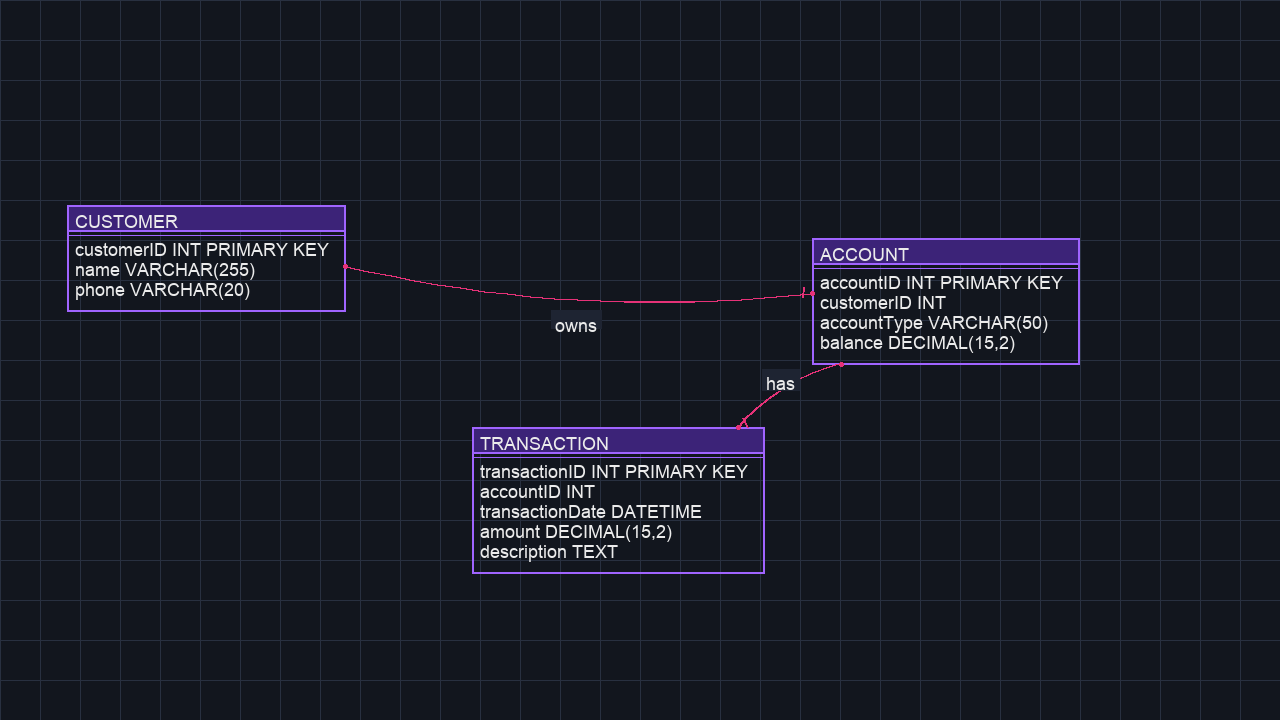 CUSTOMER
customerID INT PRIMARY KEY
name VARCHAR(255)
phone VARCHAR(20)
owns
ACCOUNT
accountID INT PRIMARY KEY
customerID INT
accountType VARCHAR(50)
balance DECIMAL(15,2)
has
TRANSACTION
transactionID INT PRIMARY KEY
accountID INT
transactionDate DATETIME
amount DECIMAL(15,2)
description TEXT